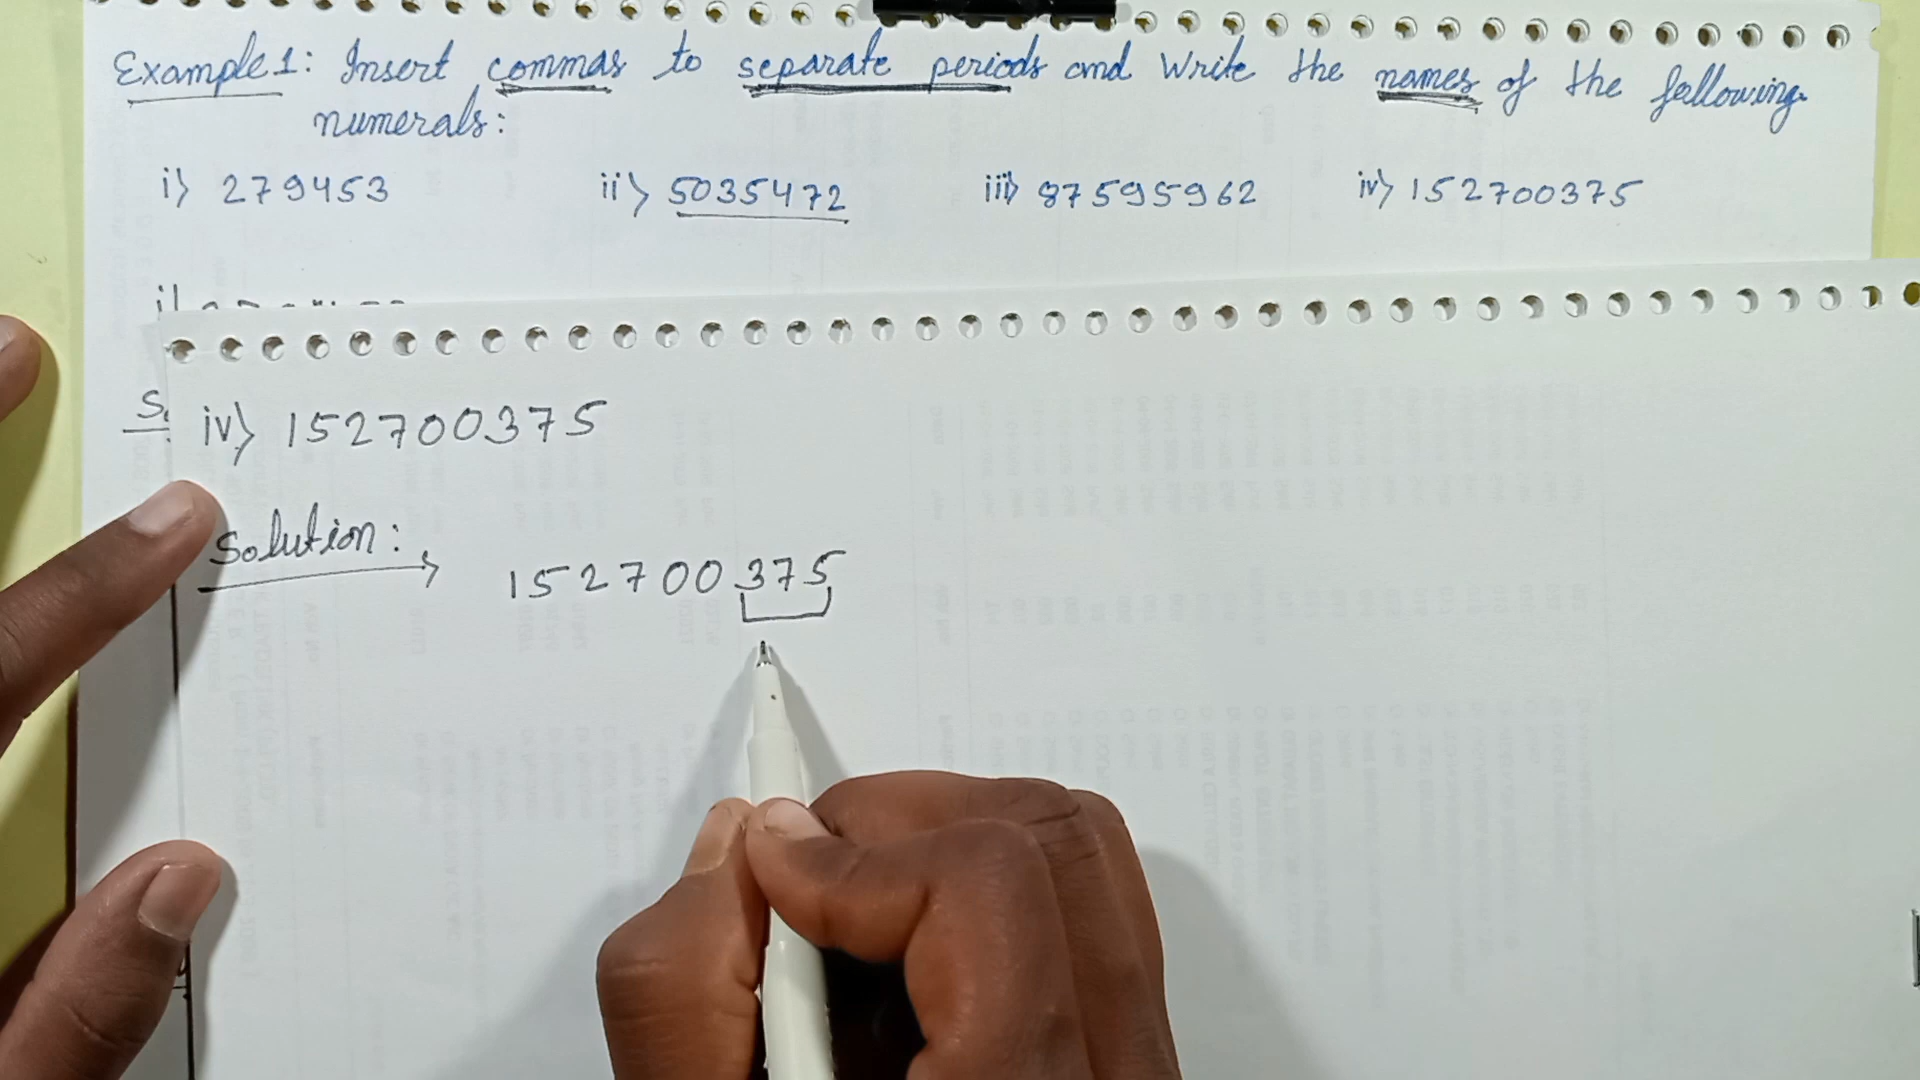 Example 1: Insert commas to separate periods and Write the names of the following
numerals:
i) 279453 ii) 5035472 iii) 87595962 iv) 152700375
iv) 152700375
Solution:
152700375